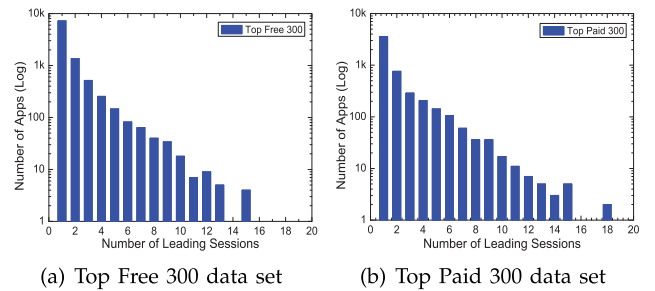 10k
1k
100
10
1
Number of Apps (Log)
Top Free 300
0 2 4 6 8 10 12 14 16 18 20
Number of Leading Sessions
(a) Top Free 300 data set
10k
1k
100
10
1
Number of Apps (Log)
Top Paid 300
0 2 4 6 8 10 12 14 16 18 20
Number of Leading Sessions
(b) Top Paid 300 data set